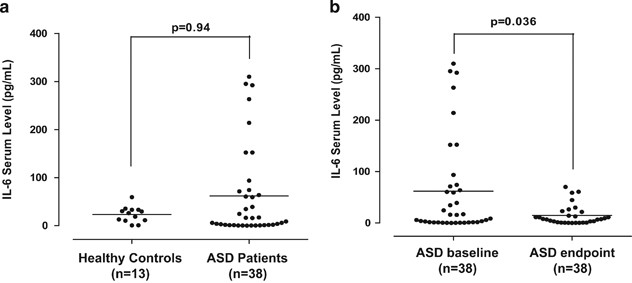 a
p=0.94
IL-6 Serum Level (pg/mL)
400
300
200
100
0
Healthy Controls
(n=13)
ASD Patients
(n=38)
b
p=0.036
IL-6 Serum Level (pg/mL)
400
300
200
100
0
ASD baseline
(n=38)
ASD endpoint
(n=38)